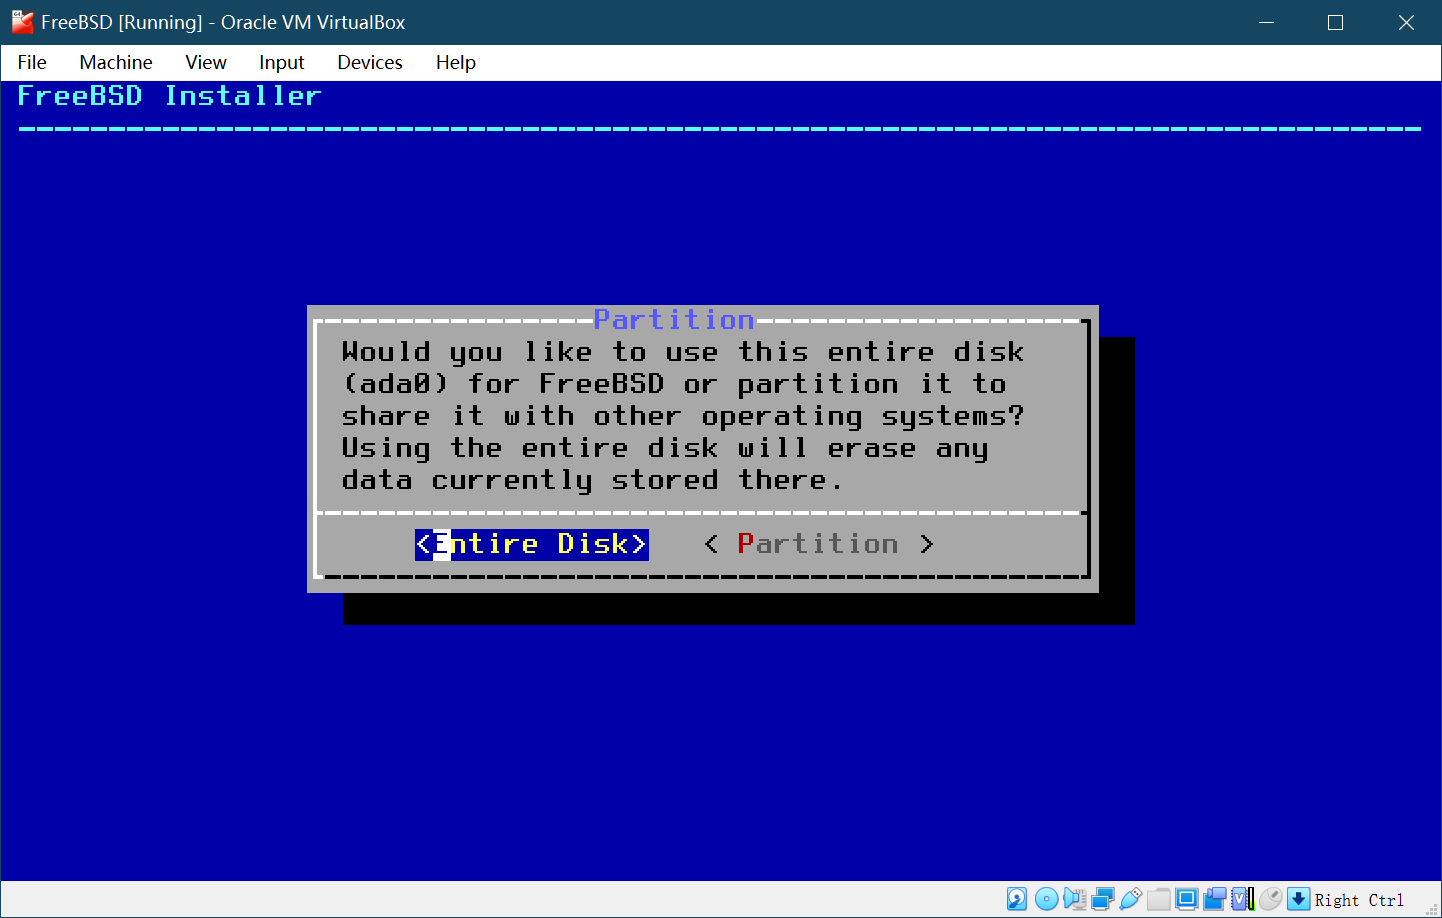 FreeBSD [Running] - Oracle VM VirtualBox
File Machine View Input Devices Help
FreeBSD Installer
Partition
Would you like to use this entire disk
(ada0) for FreeBSD or partition it to
share it with other operating systems?
Using the entire disk will erase any
data currently stored there.
<Entire Disk> < Partition >
Right Ctrl